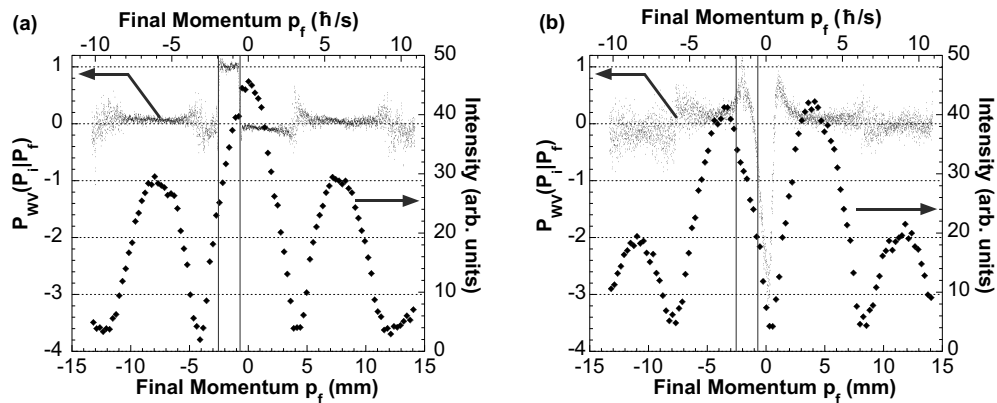 (a)
Final Momentum p_f (ħ/s)
-10 -5 0 5 10
1
0
-1
-2
-3
-4
P_WV(P_i|P_f)
50
40
30
20
10
0
Intensity (arb. units)
-15 -10 -5 0 5 10 15
Final Momentum p_f (mm)
(b)
Final Momentum p_f (ħ/s)
-10 -5 0 5 10
1
0
-1
-2
-3
-4
P_WV(P_i|P_f)
50
40
30
20
10
0
Intensity (arb. units)
-15 -10 -5 0 5 10 15
Final Momentum p_f (mm)